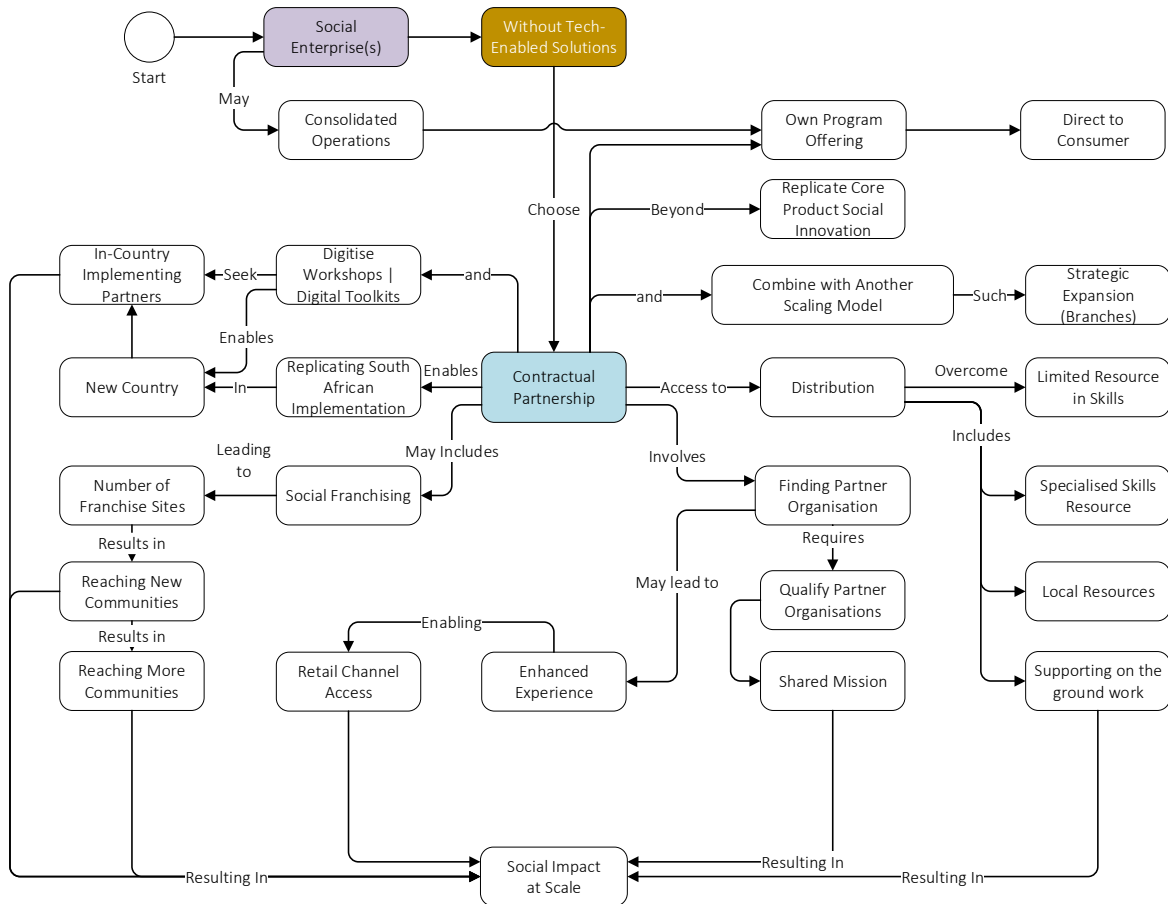 Start
Social
Enterprise(s)
Without Tech-
Enabled Solutions
May
Consolidated
Operations
Own Program
Offering
Direct to
Consumer
Choose
Beyond
Replicate Core
Product Social
Innovation
In-Country
Implementing
Partners
Seek
Digitise
Workshops |
Digital Toolkits
and
and
Combine with Another
Scaling Model
Such
Strategic
Expansion
(Branches)
Enables
New Country
In
Replicating South
African
Implementation
Enables
Contractual
Partnership
Access to
Distribution
Overcome
Limited Resource
in Skills
Includes
Leading
to
May Includes
Involves
Number of
Franchise Sites
Social Franchising
Finding Partner
Organisation
Specialised Skills
Resource
Results in
Requires
Reaching New
Communities
May lead to
Qualify Partner
Organisations
Local Resources
Results in
Enabling
Reaching More
Communities
Retail Channel
Access
Enhanced
Experience
Shared Mission
Supporting on the
ground work
Resulting In
Social Impact
at Scale
Resulting In
Resulting In